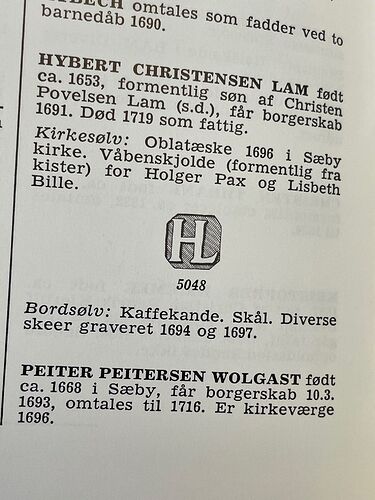 omtales som fadder ved to
barnedåb 1690.
HYBERT CHRISTENSEN LAM født
ca. 1653, formentlig søn af Christen
Povelsen Lam (s.d.), får borgerskab
1691. Død 1719 som fattig.
Kirkesølv: Oblatæske 1696 i Sæby
kirke. Våbenskjolde (formentlig fra
kister) for Holger Pax og Lisbeth
Bille.
HL
5048
Bordsølv: Kaffekande. Skål. Diverse
skeer graveret 1694 og 1697.
PEITER PEITERSEN WOLGAST født
ca. 1668 i Sæby, får borgerskab 10.3.
1693, omtales til 1716. Er kirkeværge
1696.